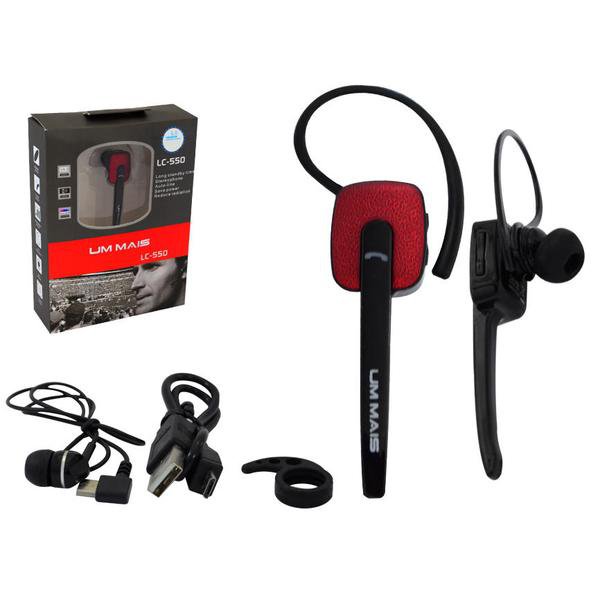 LC-550
Long standby time
Stereophone
Auto-line
Save power
Reduce radiation
UM MAIS
LC-550
UM MAIS